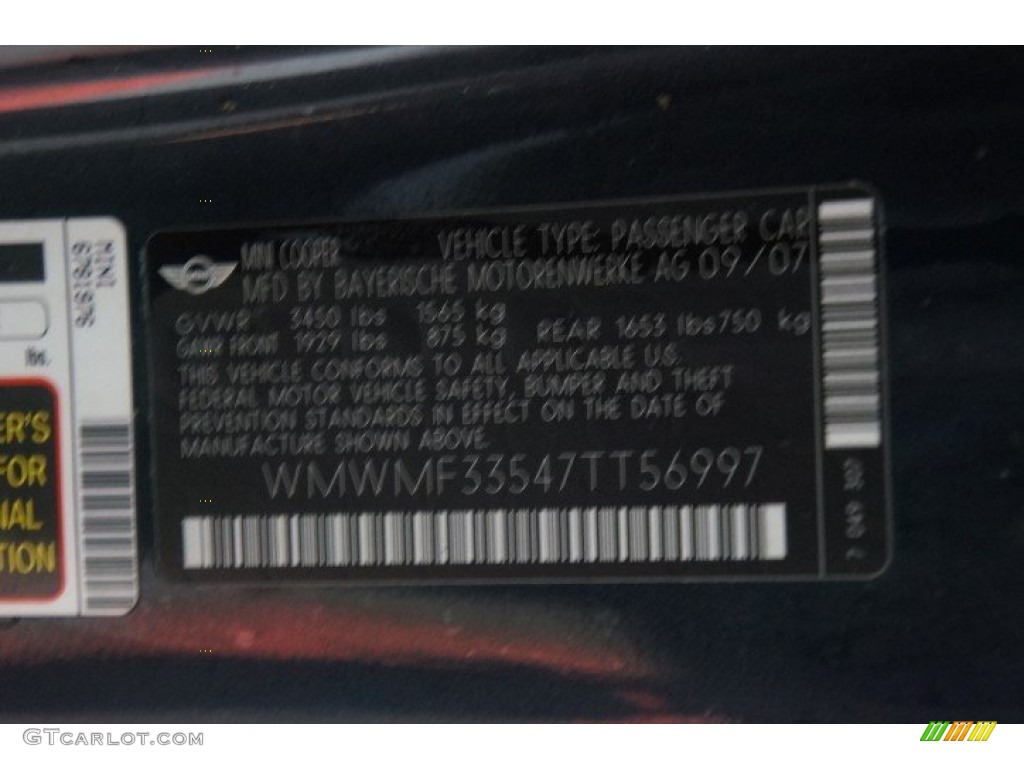 MINI COOPER VEHICLE TYPE: PASSENGER CAR
MFD BY BAYERISCHE MOTORENWERKE AG 09/07
GVWR 3450 lbs 1565 kg
GAWR FRONT 1929 lbs 875 kg REAR 1653 lbs 750 kg
THIS VEHICLE CONFORMS TO ALL APPLICABLE U.S.
FEDERAL MOTOR VEHICLE SAFETY, BUMPER AND THEFT
PREVENTION STANDARDS IN EFFECT ON THE DATE OF
MANUFACTURE SHOWN ABOVE.
WMWMF33547TT56997
MINI
lbs.
ER'S
FOR
NAL
TION
GTcarlot.com